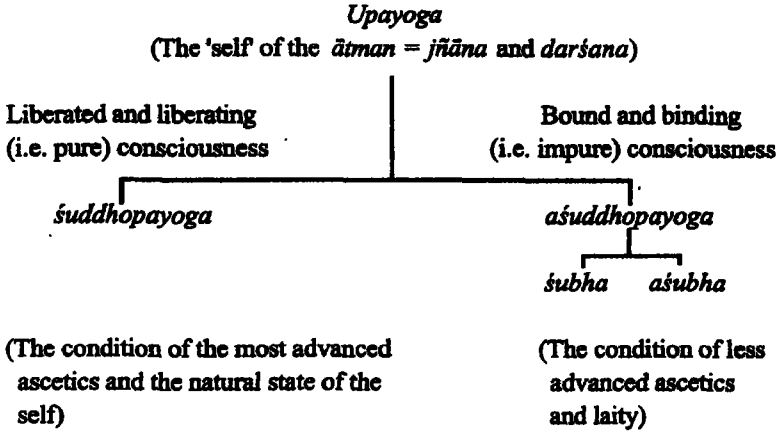 Upayoga
(The 'self' of the ātman = jñāna and darśana)
Liberated and liberating
(i.e. pure) consciousness
Bound and binding
(i.e. impure) consciousness
śuddhopayoga
aśuddhopayoga
śubha aśubha
(The condition of the most advanced
ascetics and the natural state of the
self)
(The condition of less
advanced ascetics
and laity)